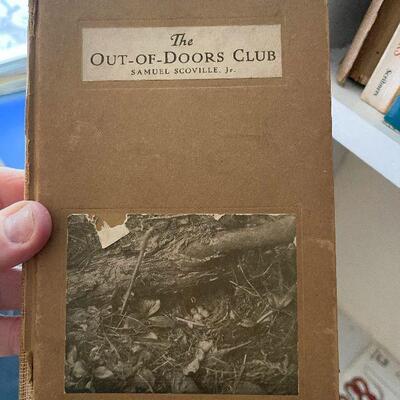 The
OUT-OF-DOORS CLUB
SAMUEL SCOVILLE, Jr.